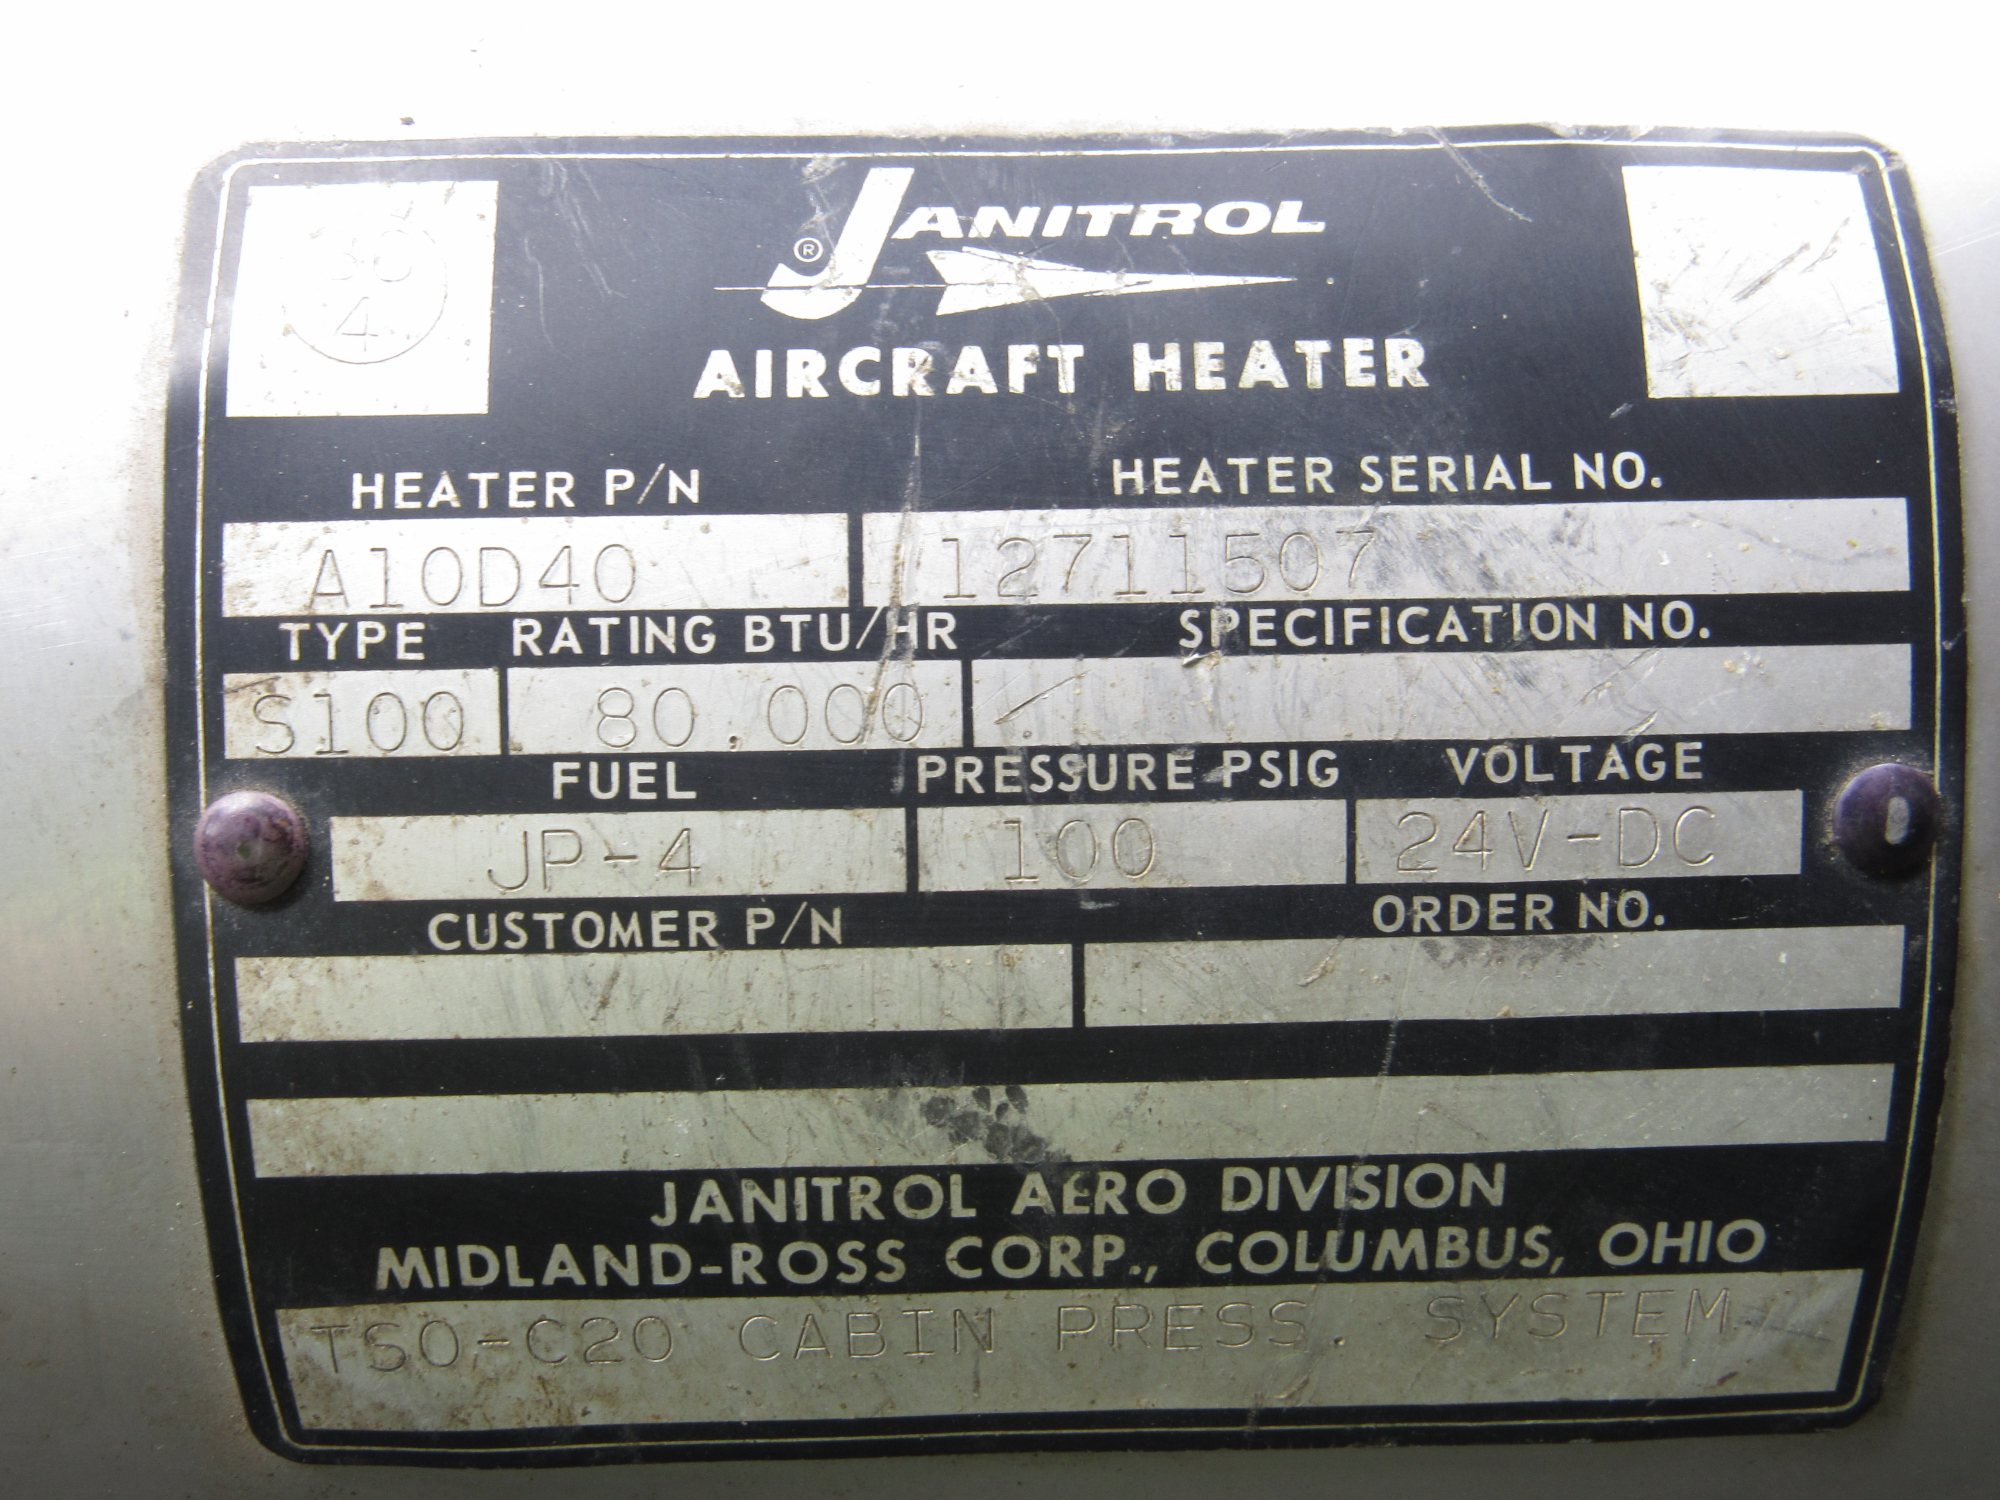 4
JANITROL
®
AIRCRAFT HEATER
HEATER P/N HEATER SERIAL NO.
A10D40 12711507
TYPE RATING BTU/HR SPECIFICATION NO.
S100 80,000
FUEL PRESSURE PSIG VOLTAGE
JP-4 100 24V-DC
CUSTOMER P/N ORDER NO.
JANITROL AERO DIVISION
MIDLAND-ROSS CORP., COLUMBUS, OHIO
TSO-C20 CABIN PRESS. SYSTEM